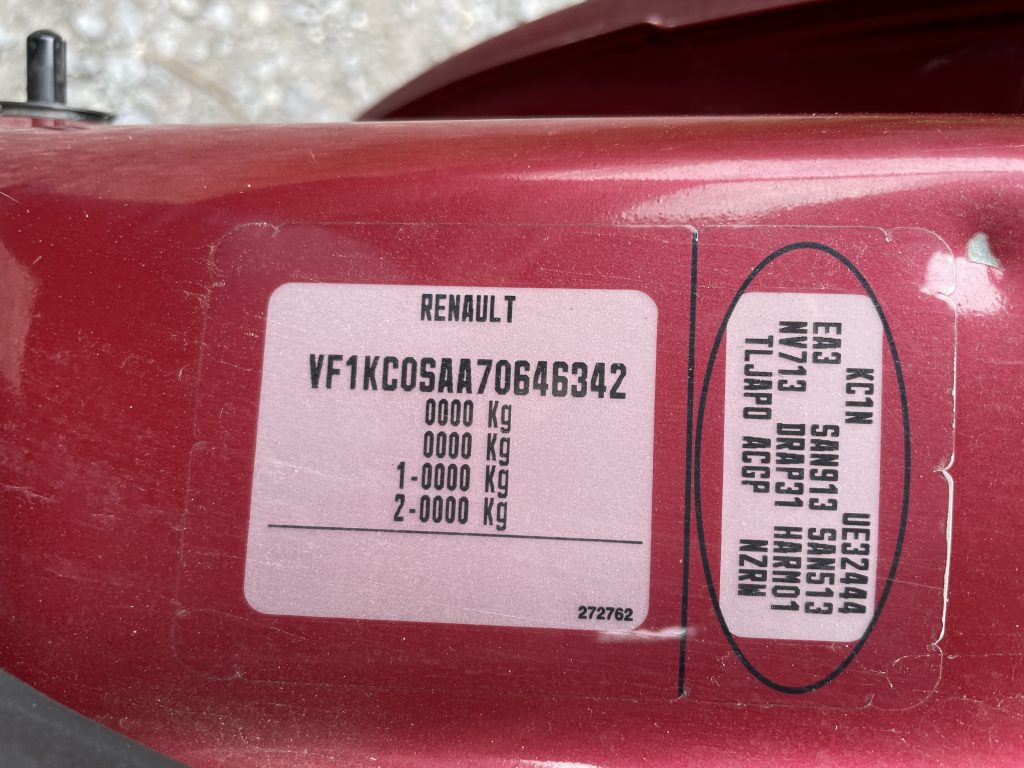 RENAULT
VF1KC0SAA70646342
0000 Kg
0000 Kg
1-0000 Kg
2-0000 Kg
272762
KC1N UE32444
EA3 SAN913 SAN513
NV713 DRAP31 HARM01
TLJAPO ACGP NZRN